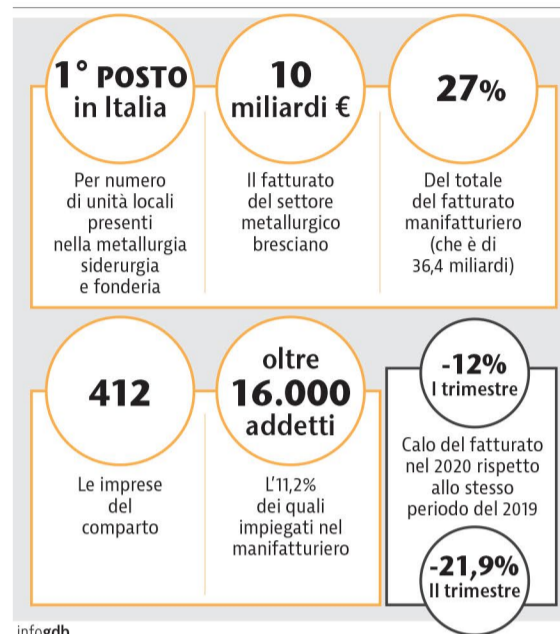 1° POSTO
in Italia
Per numero
di unità locali
presenti
nella metallurgia
siderurgia
e fonderia
10
miliardi €
Il fatturato
del settore
metallurgico
bresciano
27%
Del totale
del fatturato
manifatturiero
(che è di
36,4 miliardi)
412
Le imprese
del
comparto
oltre
16.000
addetti
L'11,2%
dei quali
impiegati nel
manifatturiero
-12%
I trimestre
Calo del fatturato
nel 2020 rispetto
allo stesso
periodo del 2019
-21,9%
II trimestre
infogdb